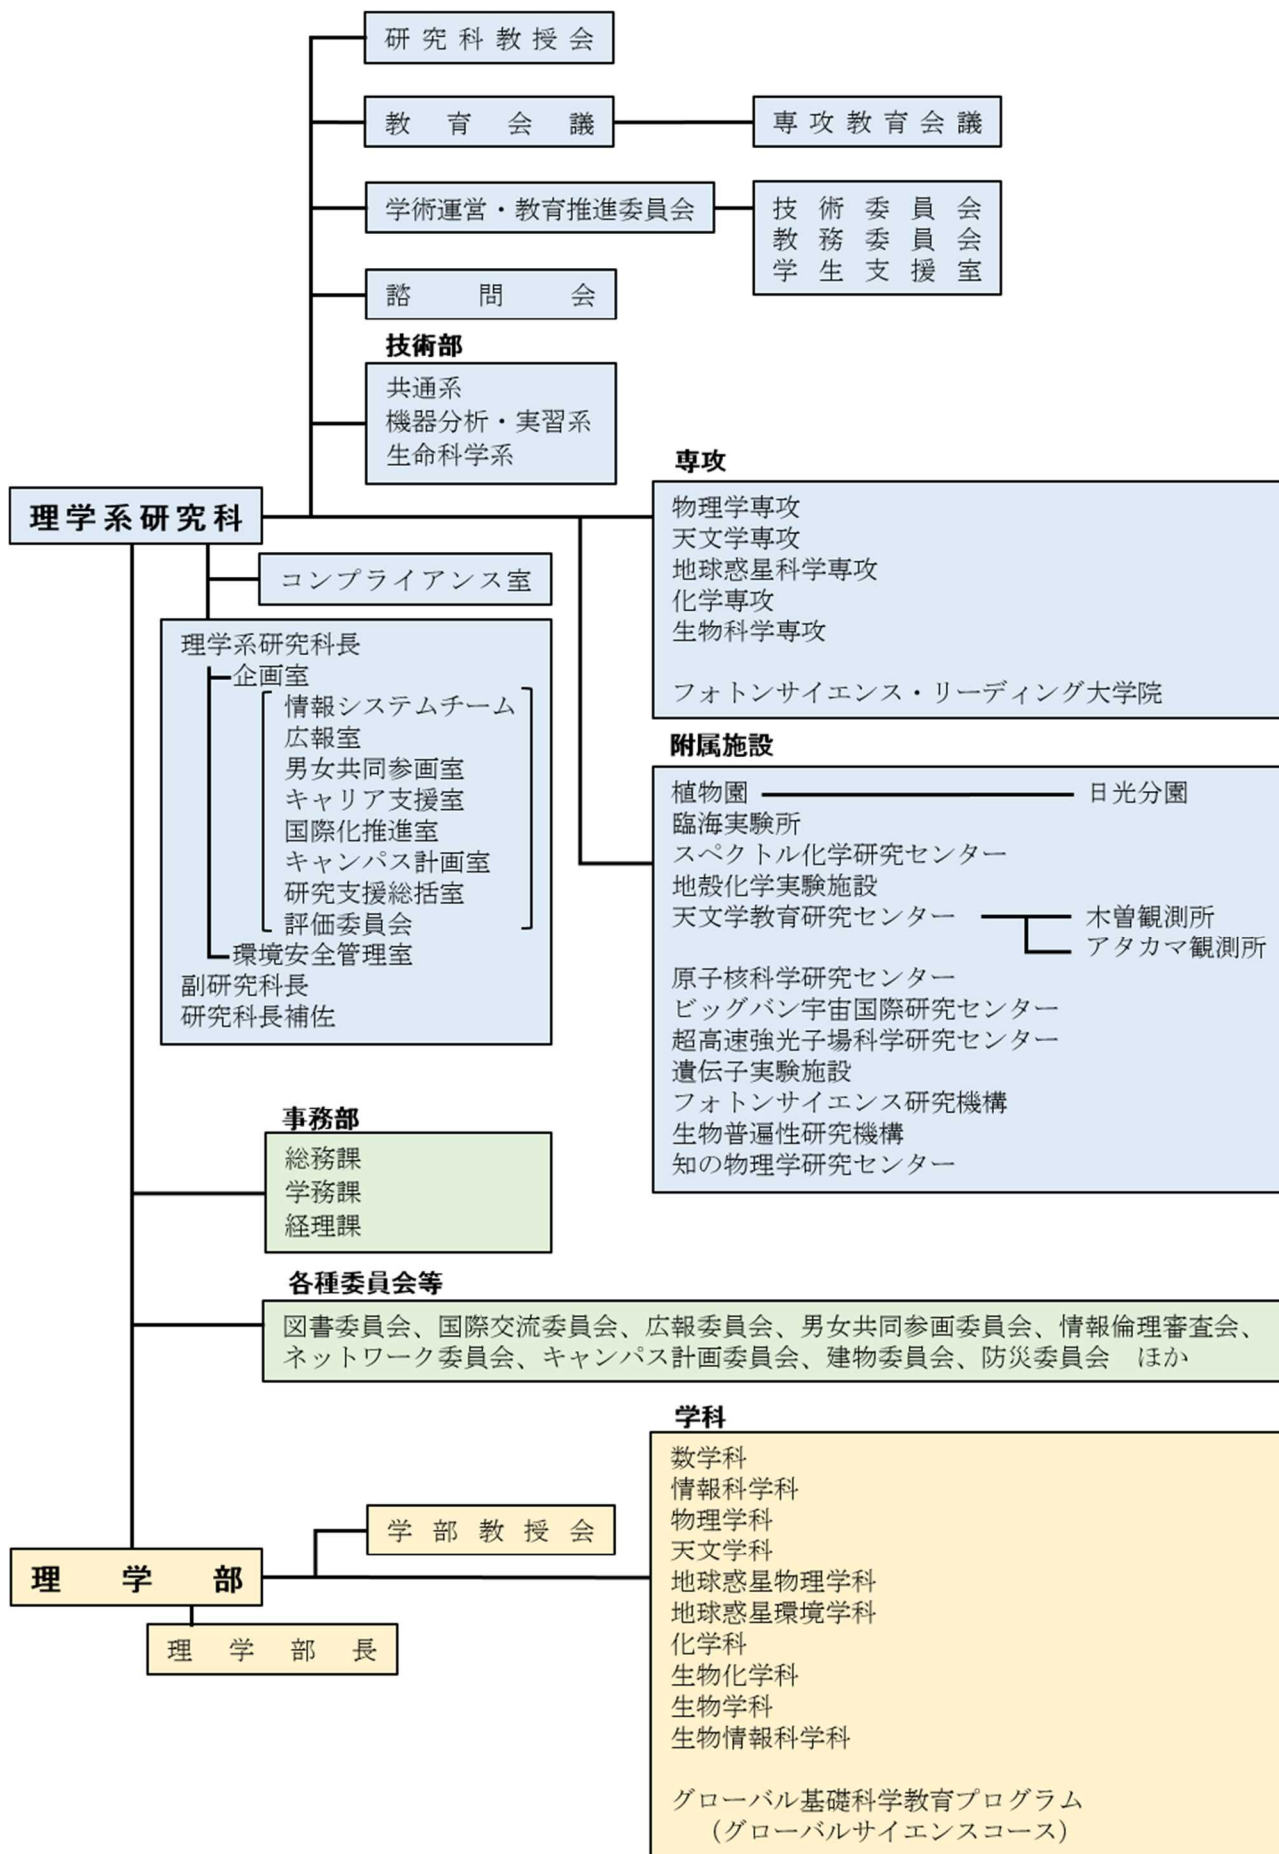 研究科教授会
教育会議
専攻教育会議
学術運営・教育推進委員会
技術委員会
教務委員会
学生支援室
諮問会
技術部
共通系
機器分析・実習系
生命科学系
理学系研究科
専攻
物理学専攻
天文学専攻
地球惑星科学専攻
化学専攻
生物科学専攻
フォトンサイエンス・リーディング大学院
コンプライアンス室
理学系研究科長
企画室
情報システムチーム
広報室
男女共同参画室
キャリア支援室
国際化推進室
キャンパス計画室
研究支援総括室
評価委員会
環境安全管理室
副研究科長
研究科長補佐
附属施設
植物園
日光分園
臨海実験所
スペクトル化学研究センター
地殻化学実験施設
天文学教育研究センター
木曽観測所
アタカマ観測所
原子核科学研究センター
ビッグバン宇宙国際研究センター
超高速強光子場科学研究センター
遺伝子実験施設
フォトンサイエンス研究機構
生物普遍性研究機構
知の物理学研究センター
事務部
総務課
学務課
経理課
各種委員会等
図書委員会、国際交流委員会、広報委員会、男女共同参画委員会、情報倫理審査会、
ネットワーク委員会、キャンパス計画委員会、建物委員会、防災委員会　ほか
学科
数学科
情報科学科
物理学科
天文学科
地球惑星物理学科
地球惑星環境学科
化学科
生物化学科
生物学科
生物情報科学科
グローバル基礎科学教育プログラム
（グローバルサイエンスコース）
学部教授会
理学部
理学部長